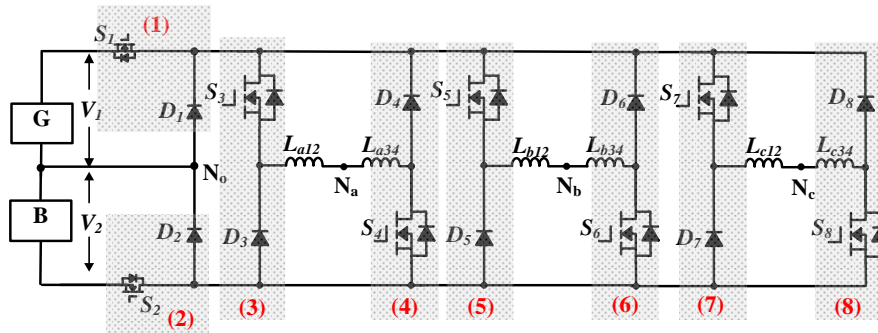 S1 (1)
S3 D4 S5 D6 S7 D8
G V1 D1
La12 La34 Lb12 Lb34 Lc12 Lc34
No Na Nb Nc
B V2 D2 D3 S4 D5 S6 D7 S8
S2
(2) (3) (4) (5) (6) (7) (8)